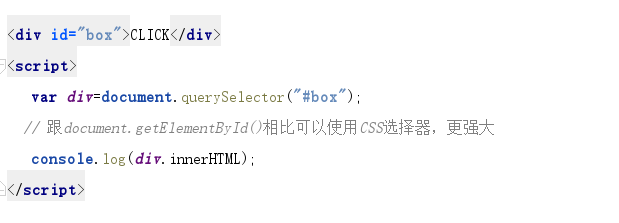 <div id="box">CLICK</div>
<script>
var div=document.querySelector("#box");
// 跟document.getElementById()相比可以使用CSS选择器，更强大
console.log(div.innerHTML);
</script>